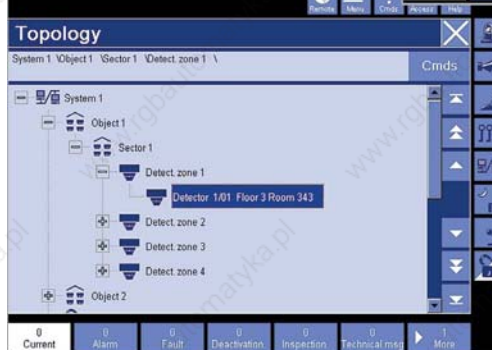 Remote Menu Cmds Access Help
Topology
System 1 \Object 1 \Sector 1 \Detect. zone 1 \
Cmds
System 1
Object 1
Sector 1
Detect. zone 1
Detector 1/01 Floor 3 Room 343
Detect. zone 2
Detect. zone 3
Detect. zone 4
Object 2
0 0 0 0 0 0 1
Current Alarm Fault Deactivation Inspection Technical msg More